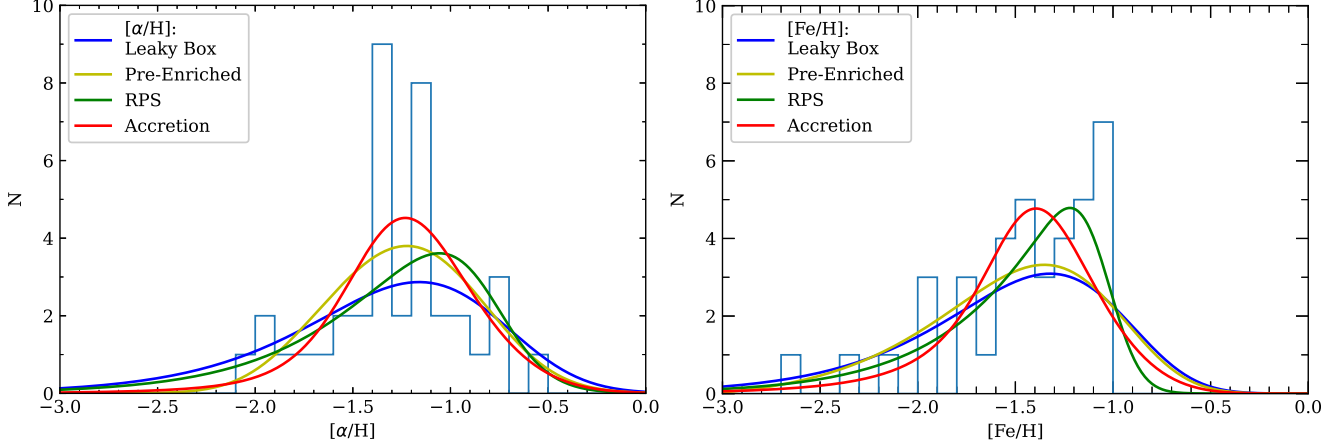 [α/H]:
Leaky Box
Pre-Enriched
RPS
Accretion
10
8
6
4
2
0
N
−3.0 −2.5 −2.0 −1.5 −1.0 −0.5 0.0
[α/H]
[Fe/H]:
Leaky Box
Pre-Enriched
RPS
Accretion
10
8
6
4
2
0
N
−3.0 −2.5 −2.0 −1.5 −1.0 −0.5 0.0
[Fe/H]